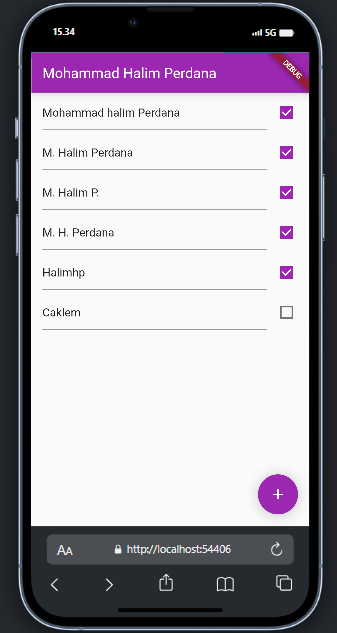 15.34
5G
Mohammad Halim Perdana
DEBUG
Mohammad halim Perdana
M. Halim Perdana
M. Halim P.
M. H. Perdana
Halimhp
Caklem
+
AA
http://localhost:54406